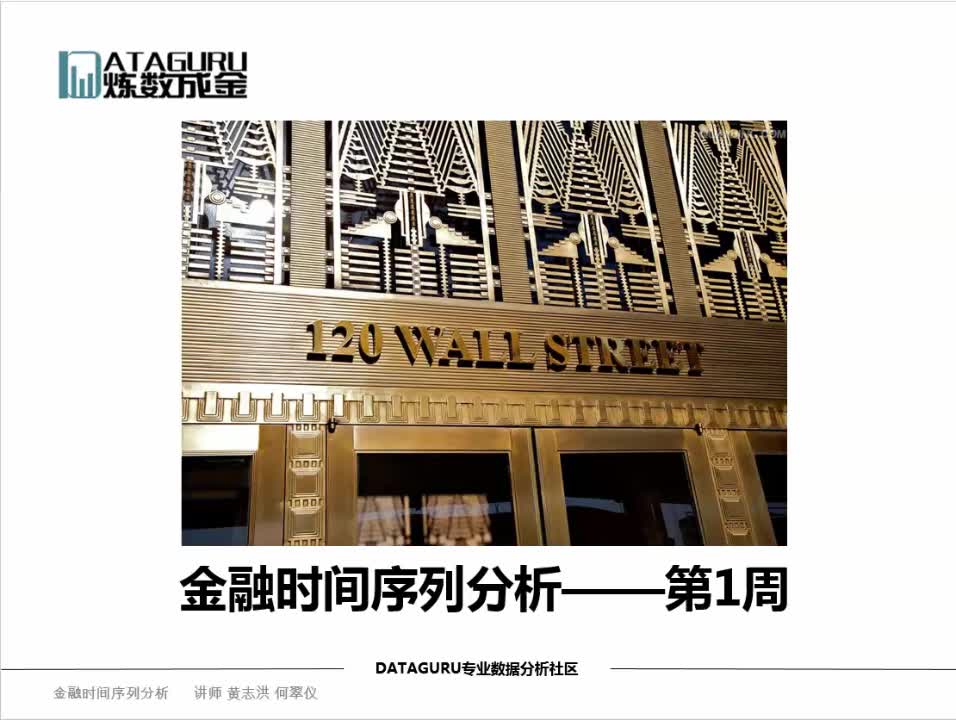 DATAGURU
炼数成金
120 WALL STREET
金融时间序列分析——第1周
DATAGURU专业数据分析社区
金融时间序列分析 讲师 黄志洪 何翠仪